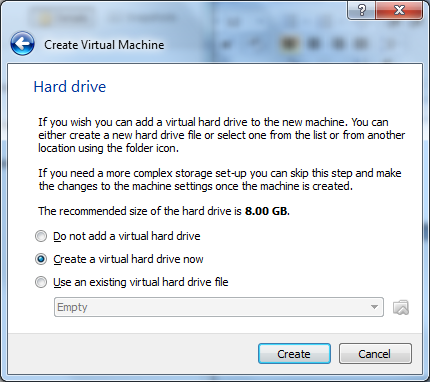 Create Virtual Machine
Hard drive
If you wish you can add a virtual hard drive to the new machine. You can
either create a new hard drive file or select one from the list or from another
location using the folder icon.
If you need a more complex storage set-up you can skip this step and make
the changes to the machine settings once the machine is created.
The recommended size of the hard drive is 8.00 GB.
Do not add a virtual hard drive
Create a virtual hard drive now
Use an existing virtual hard drive file
Empty
Create
Cancel